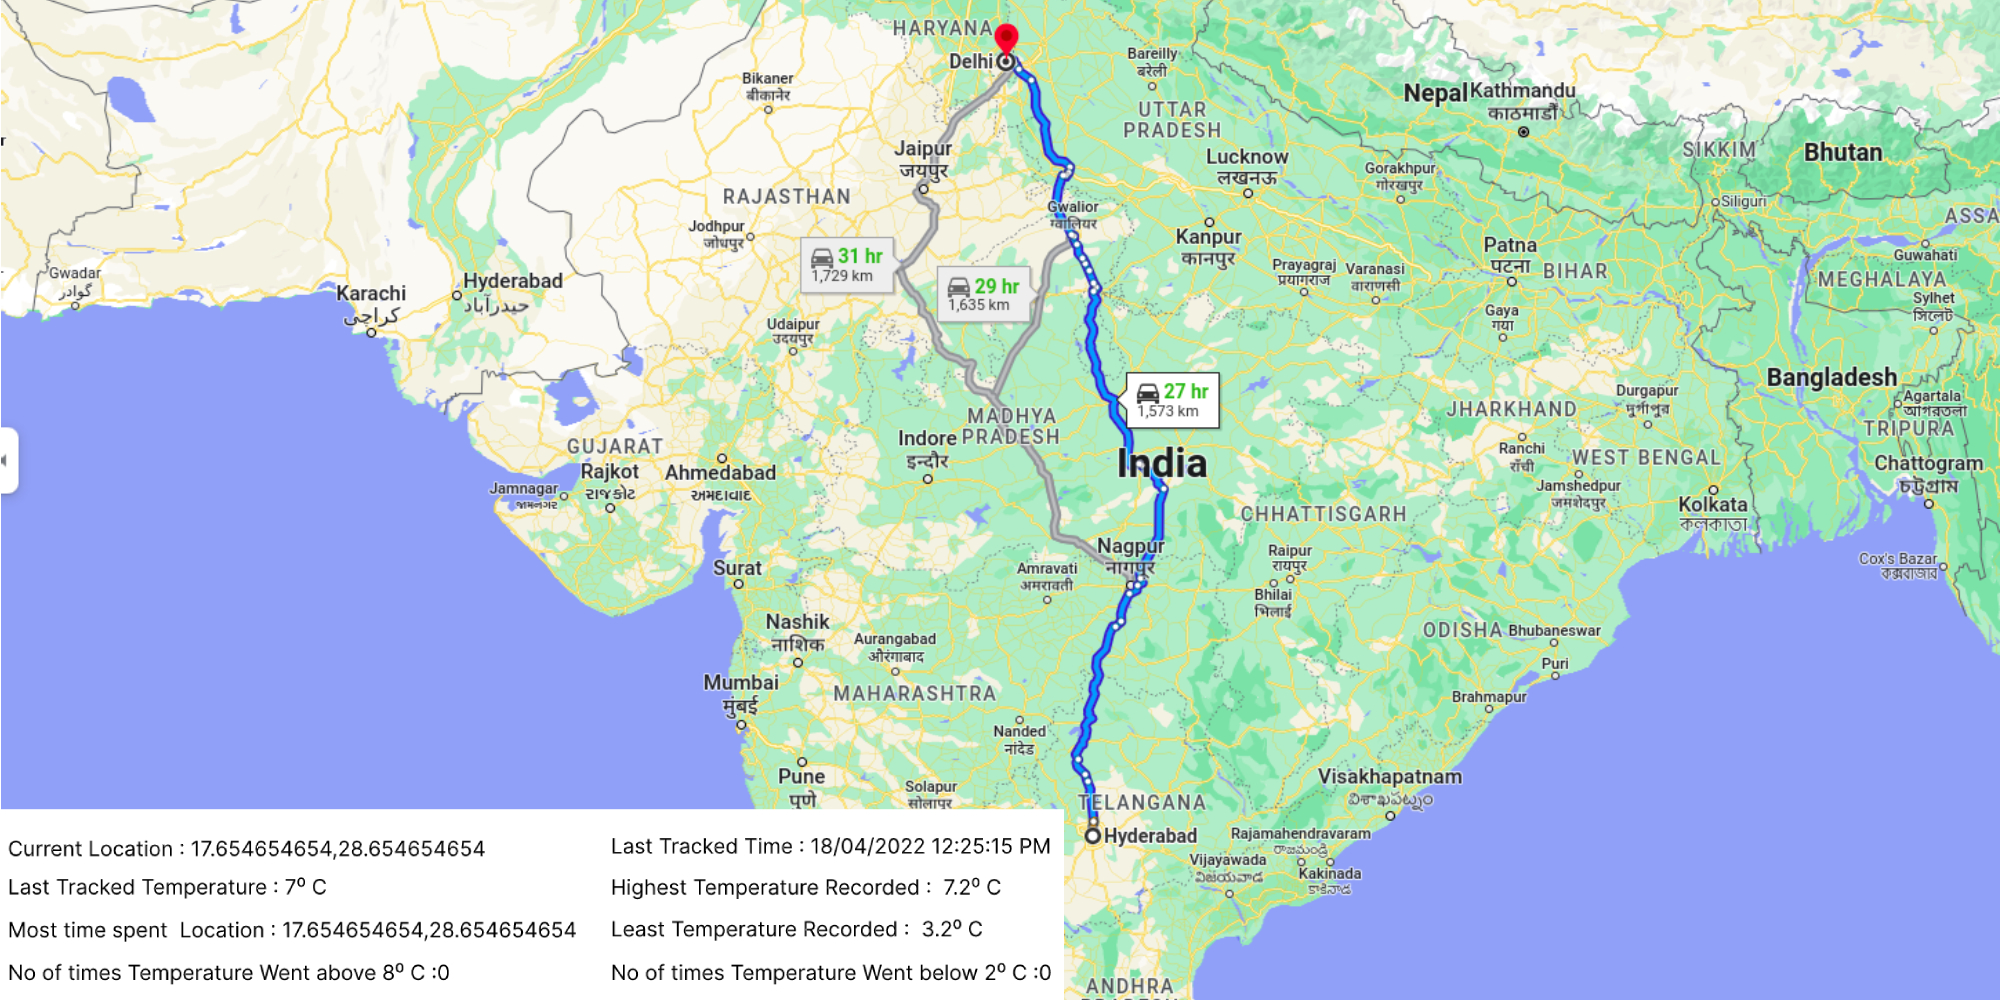 HARYANA
Delhi
Bareilly
बरेली
Bikaner
बीकानेर
Nepal
Kathmandu
काठमाडौं
UTTAR
PRADESH
SIKKIM
Bhutan
Jaipur
जयपुर
Lucknow
लखनऊ
Gorakhpur
गोरखपुर
RAJASTHAN
Siliguri
ASSA
Gwalior
ग्वालियर
Jodhpur
जोधपुर
Kanpur
कानपुर
Patna
पटना
BIHAR
Guwahati
31 hr
1,729 km
29 hr
1,635 km
Prayagraj
प्रयागराज
Varanasi
वाराणसी
MEGHALAYA
Gwadar
گوادر
Hyderabad
حیدرآباد
Karachi
کراچی
Sylhet
সিলেট
Gaya
गया
Udaipur
उदयपुर
27 hr
1,573 km
Bangladesh
Durgapur
দুর্গাপুর
Agartala
আগরতলা
JHARKHAND
TRIPURA
MADHYA
PRADESH
Indore
इन्दौर
India
Ranchi
राँची
WEST BENGAL
Chattogram
চট্টগ্রাম
GUJARAT
Rajkot
રાજકોટ
Ahmedabad
અમદાવાદ
Jamnagar
જામનગર
Jamshedpur
जमशेदपुर
Kolkata
কলকাতা
CHHATTISGARH
Nagpur
नागपुर
Raipur
रायपुर
Cox's Bazar
কক্সবাজার
Surat
Amravati
अमरावती
Bhilai
भिलाई
Nashik
नाशिक
Aurangabad
औरंगाबाद
ODISHA
Bhubaneswar
Puri
Mumbai
मुंबई
MAHARASHTRA
Brahmapur
Nanded
नांदेड
Pune
पुणे
Solapur
सोलापूर
Visakhapatnam
విశాఖపట్నం
TELANGANA
Hyderabad
Rajamahendravaram
రాజమండ్రి
Vijayawada
విజయవాడ
Kakinada
కాకినాడ
ANDHRA
Current Location : 17.654654654,28.654654654
Last Tracked Time : 18/04/2022 12:25:15 PM
Last Tracked Temperature : 7⁰ C
Highest Temperature Recorded : 7.2⁰ C
Most time spent Location : 17.654654654,28.654654654
Least Temperature Recorded : 3.2⁰ C
No of times Temperature Went above 8⁰ C :0
No of times Temperature Went below 2⁰ C :0